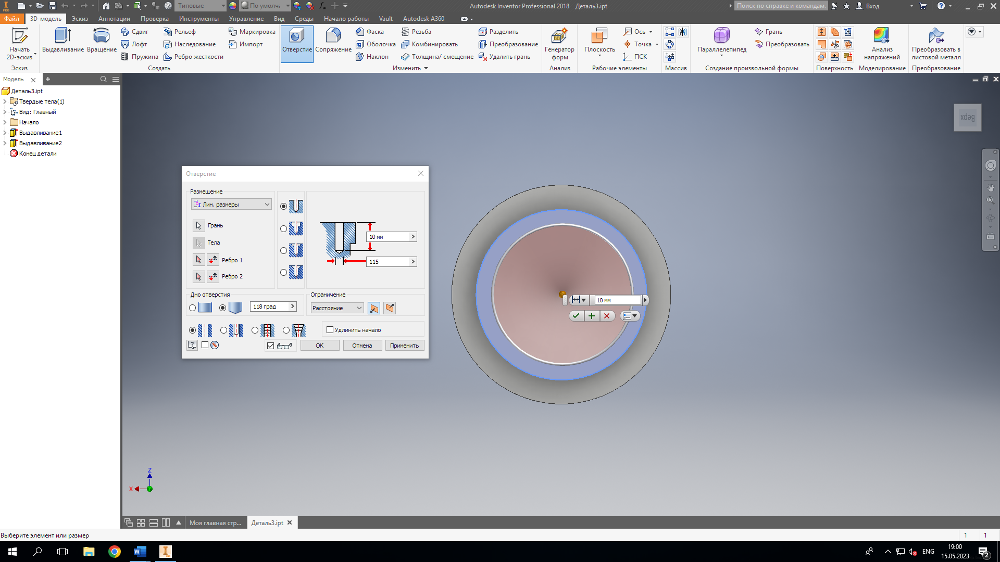 Типовые
По умолча
Autodesk Inventor Professional 2018 Деталь3.ipt
Поиск по справке и командам.
Вход
PRO
Файл
3D-модель
Эскиз
Аннотации
Проверка
Инструменты
Управление
Вид
Среды
Начало работы
Vault
Autodesk A360
Начать
2D-эскиз
Эскиз
Выдавливание
Вращение
Сдвиг
Лофт
Пружина
Рельеф
Наследование
Ребро жесткости
Маркировка
Импорт
Создать
Отверстие
Сопряжение
Фаска
Оболочка
Наклон
Резьба
Комбинировать
Толщина/ смещение
Разделить
Преобразование
Удалить грань
Изменить
Генератор
форм
Анализ
Плоскость
Ось
Точка
ПСК
Рабочие элементы
Массив
Параллелепипед
Грань
Преобразовать
Создание произвольной формы
Поверхность
Анализ
напряжений
Моделирование
Преобразовать в
листовой металл
Преобразование
Модель
Деталь3.ipt
Твердые тела(1)
Вид: Главный
Начало
Выдавливание1
Выдавливание2
Конец детали
Верх
Отверстие
Размещение
Лин. размеры
Грань
Тела
Ребро 1
Ребро 2
10 мм
115
Дно отверстия
118 град
Ограничение
Расстояние
Удлинить начало
ОК
Отмена
Применить
10 мм
Z
X
Моя главная стр...
Деталь3.ipt
Выберите элемент или размер
1 1
ENG
19:00
15.05.2023
2